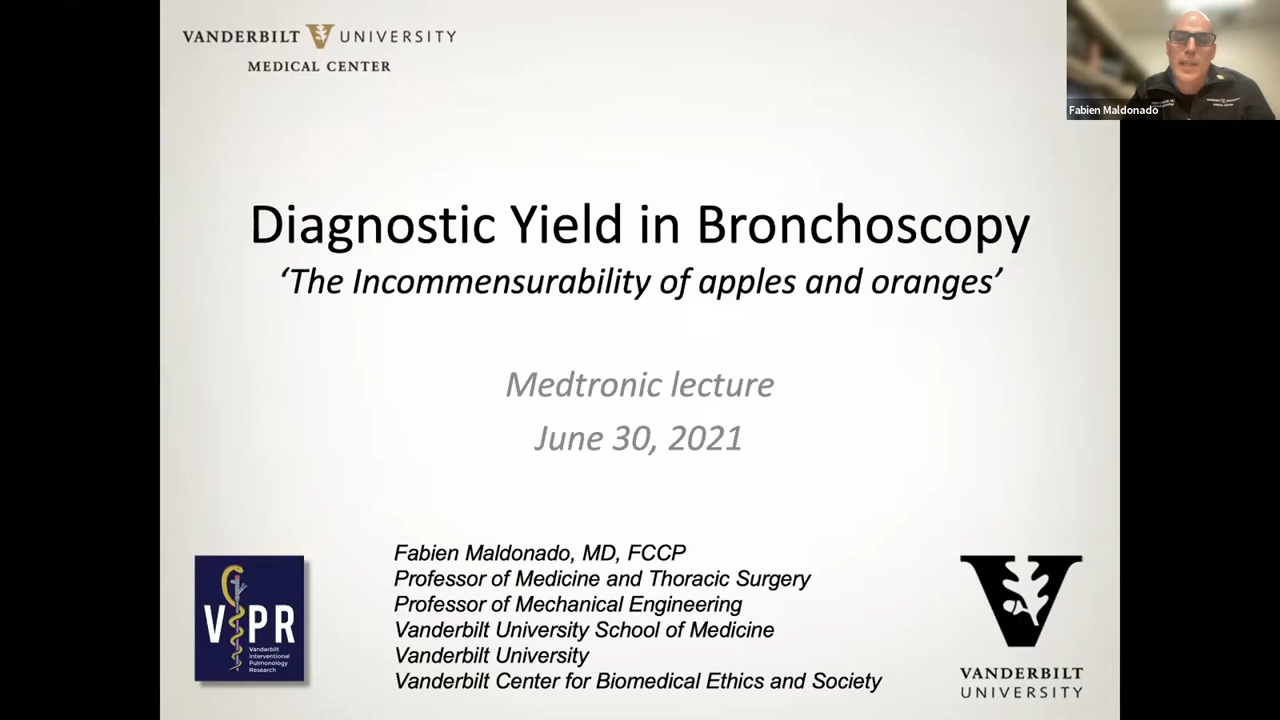 VANDERBILT UNIVERSITY
MEDICAL CENTER
Fabien Maldonado
Diagnostic Yield in Bronchoscopy
‘The Incommensurability of apples and oranges’
Medtronic lecture
June 30, 2021
Fabien Maldonado, MD, FCCP
Professor of Medicine and Thoracic Surgery
Professor of Mechanical Engineering
Vanderbilt University School of Medicine
Vanderbilt University
Vanderbilt Center for Biomedical Ethics and Society
VIPR
Vanderbilt
Interventional
Pulmonology
Research
VANDERBILT
UNIVERSITY